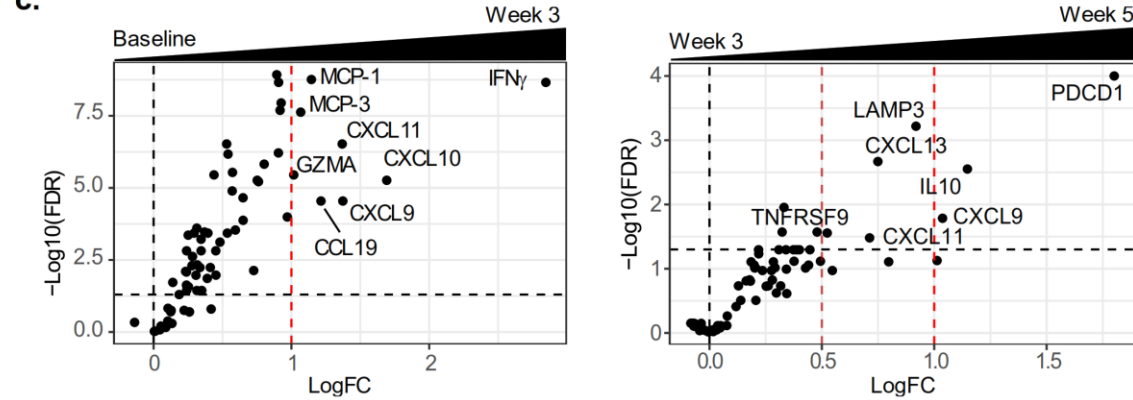 c.
Week 3
Baseline
MCP-1
IFNγ
MCP-3
CXCL11
CXCL10
GZMA
CXCL9
CCL19
7.5
5.0
2.5
0.0
−Log10(FDR)
0
1
2
LogFC
Week 5
Week 3
PDCD1
LAMP3
CXCL13
IL10
TNFRSF9
CXCL9
CXCL11
4
3
2
1
0
−Log10(FDR)
0.0
0.5
1.0
1.5
LogFC